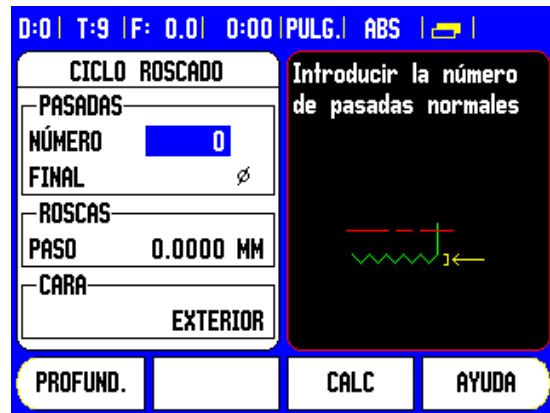 D:0 | T:9 | F: 0.0 | 0:00 | PULG. | ABS
CICLO ROSCADO
PASADAS
NÚMERO 0
FINAL ø
ROSCAS
PASO 0.0000 MM
CARA
EXTERIOR
Introducir la número
de pasadas normales
PROFUND.
CALC
AYUDA